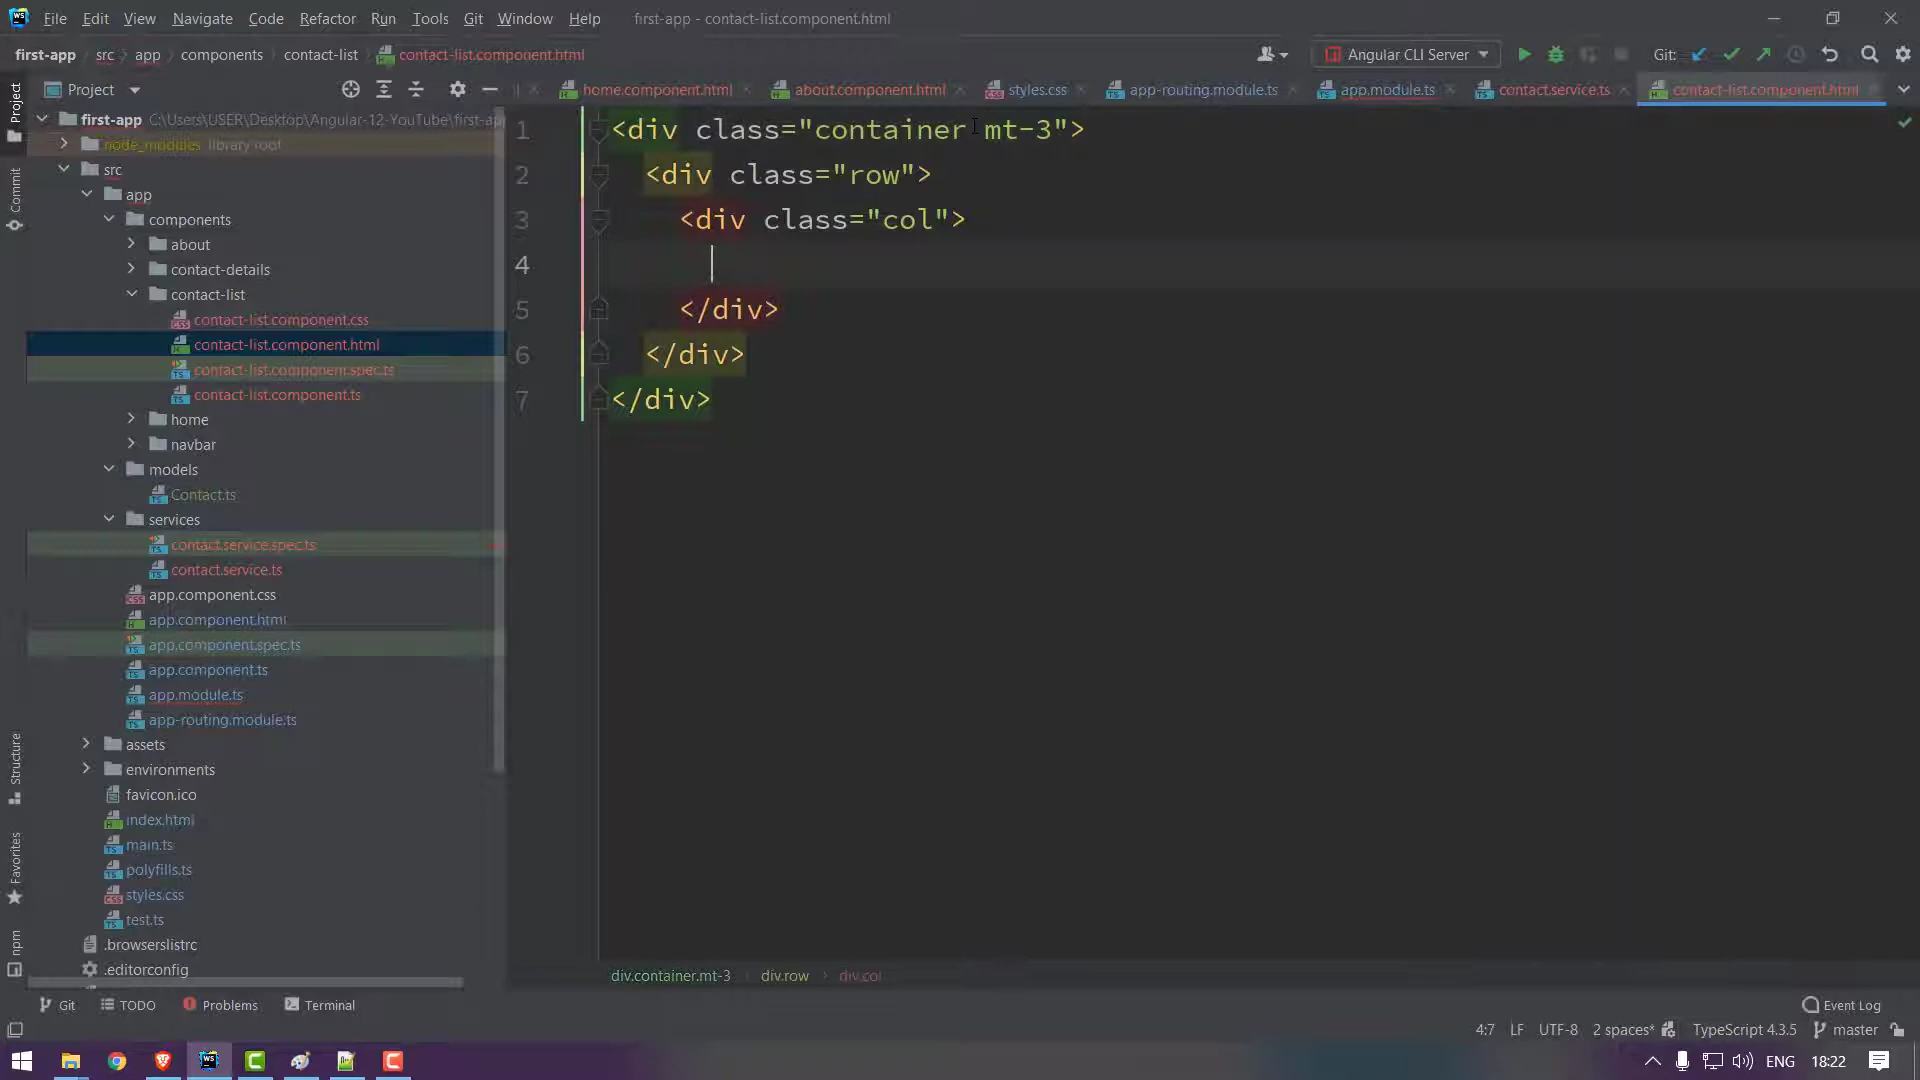 File Edit View Navigate Code Refactor Run Tools Git Window Help first-app - contact-list.component.html
first-app src app components contact-list contact-list.component.html Angular CLI Server Git:
Project home.component.html about.component.html styles.css app-routing.module.ts app.module.ts contact.service.ts contact-list.component.html
first-app C:\Users\USER\Desktop\Angular-12-YouTube\first-app
node_modules library root
src
app
components
about
contact-details
contact-list
contact-list.component.css
contact-list.component.html
contact-list.component.spec.ts
contact-list.component.ts
home
navbar
models
Contact.ts
services
contact.service.spec.ts
contact.service.ts
app.component.css
app.component.html
app.component.spec.ts
app.component.ts
app.module.ts
app-routing.module.ts
assets
environments
favicon.ico
index.html
main.ts
polyfills.ts
styles.css
test.ts
.browserslistrc
.editorconfig
Project
Commit
Structure
Favorites
npm
1 <div class="container mt-3">
2 <div class="row">
3 <div class="col">
4
5 </div>
6 </div>
7 </div>
div.container.mt-3 div.row div.col
Git TODO Problems Terminal Event Log
4:7 LF UTF-8 2 spaces* TypeScript 4.3.5 master
ENG 18:22